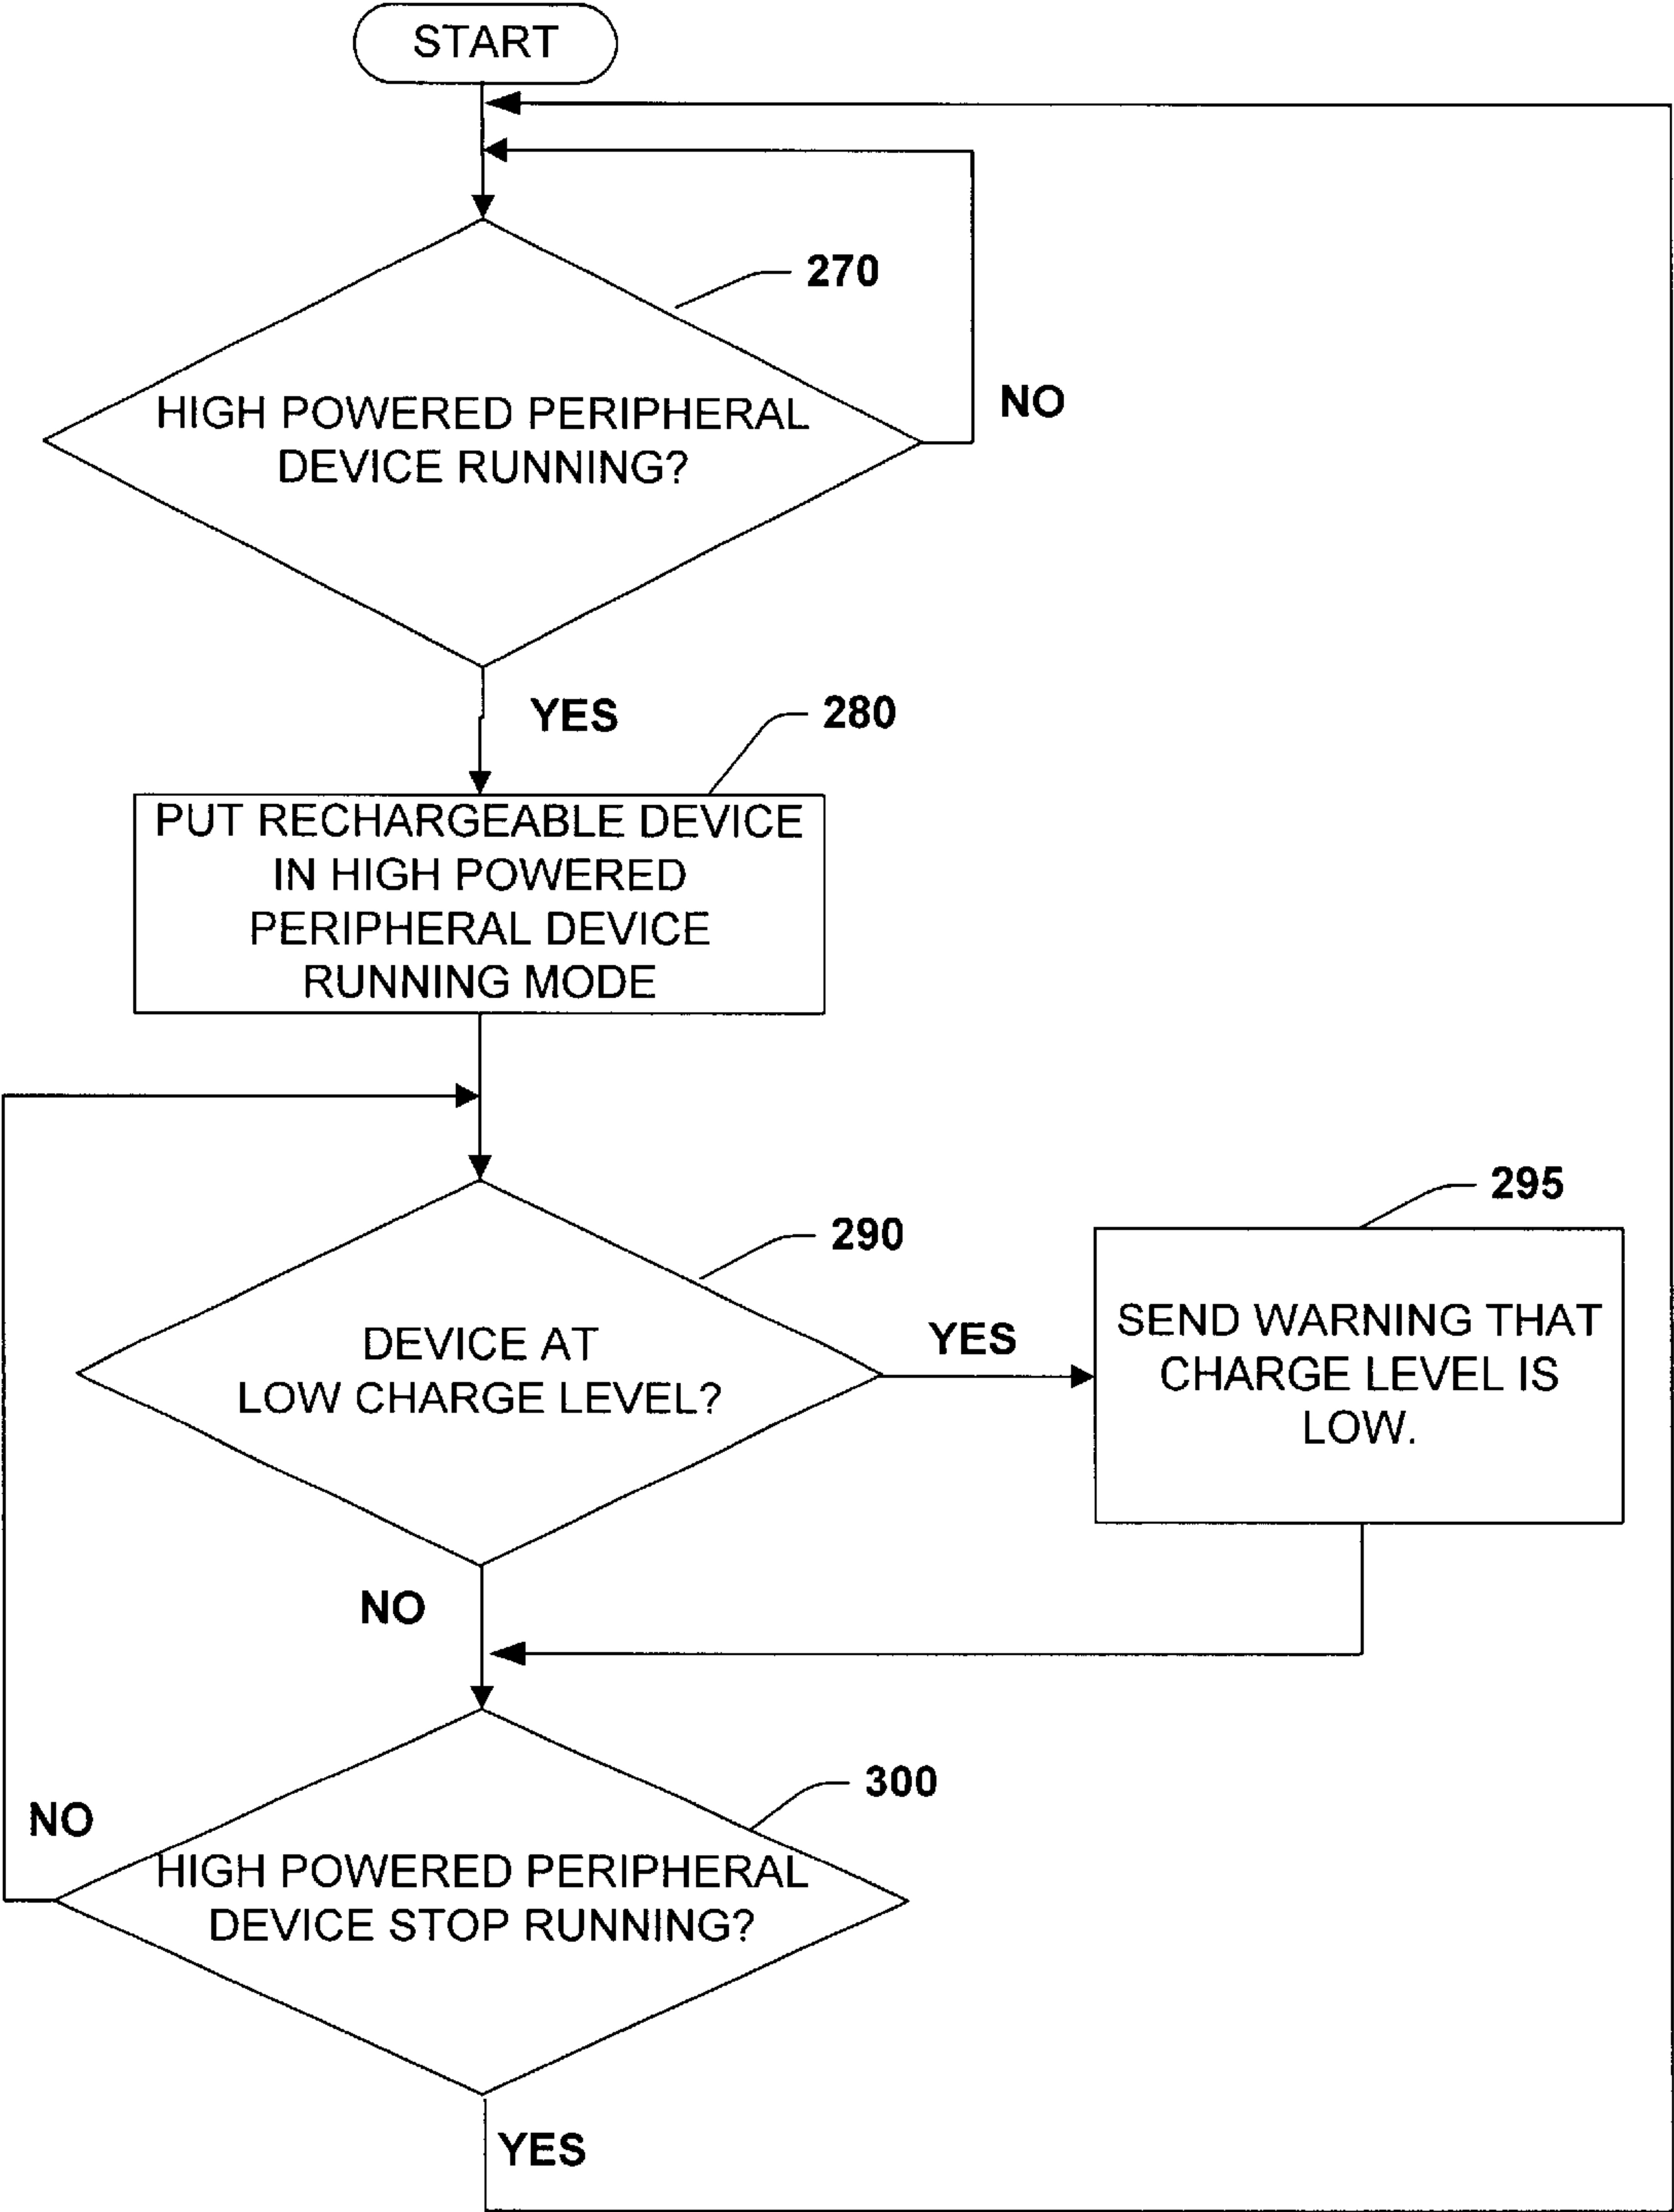 START
270
HIGH POWERED PERIPHERAL
DEVICE RUNNING?
NO
YES
280
PUT RECHARGEABLE DEVICE
IN HIGH POWERED
PERIPHERAL DEVICE
RUNNING MODE
290
295
DEVICE AT
LOW CHARGE LEVEL?
YES
SEND WARNING THAT
CHARGE LEVEL IS
LOW.
NO
300
NO
HIGH POWERED PERIPHERAL
DEVICE STOP RUNNING?
YES